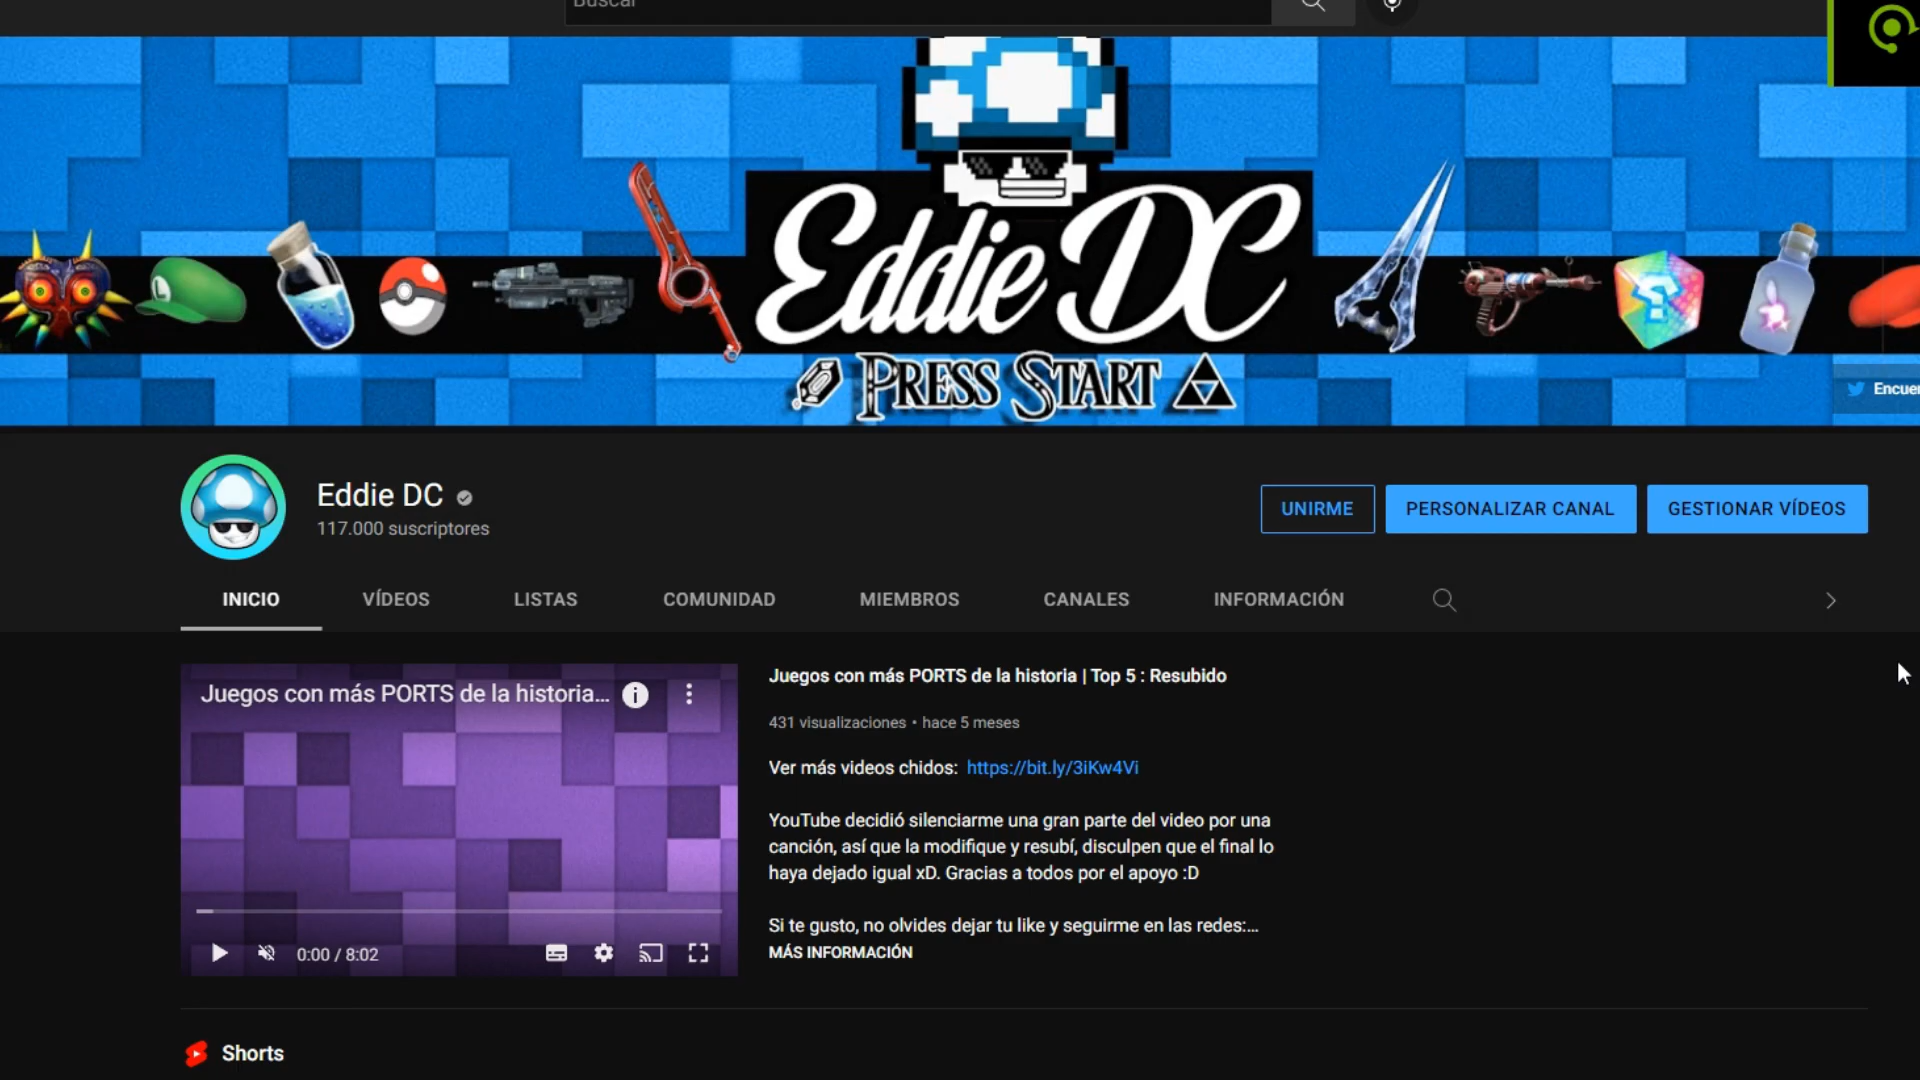 Buscar
Eddie DC
PRESS START
Encue
Eddie DC
117.000 suscriptores
UNIRME
PERSONALIZAR CANAL
GESTIONAR VÍDEOS
INICIO
VÍDEOS
LISTAS
COMUNIDAD
MIEMBROS
CANALES
INFORMACIÓN
Juegos con más PORTS de la historia...
Juegos con más PORTS de la historia | Top 5 : Resubido
431 visualizaciones • hace 5 meses
Ver más videos chidos: https://bit.ly/3iKw4Vi
YouTube decidió silenciarme una gran parte del video por una
canción, así que la modifique y resubí, disculpen que el final lo
haya dejado igual xD. Gracias a todos por el apoyo :D
Si te gusto, no olvides dejar tu like y seguirme en las redes:...
MÁS INFORMACIÓN
0:00 / 8:02
Shorts